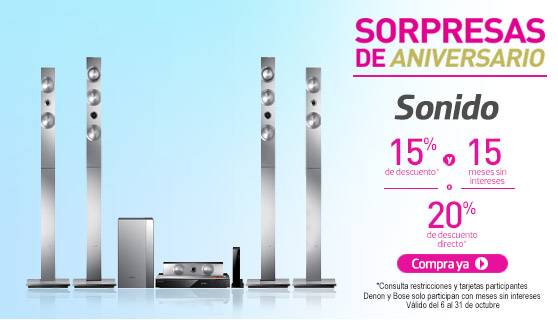 SORPRESAS
DE ANIVERSARIO
Sonido
15% de descuento* y 15 meses sin intereses
o
20%
de descuento
directo*
Compra ya
*Consulta restricciones y tarjetas participantes
Denon y Bose solo participan con meses sin intereses
Válido del 6 al 31 de octubre